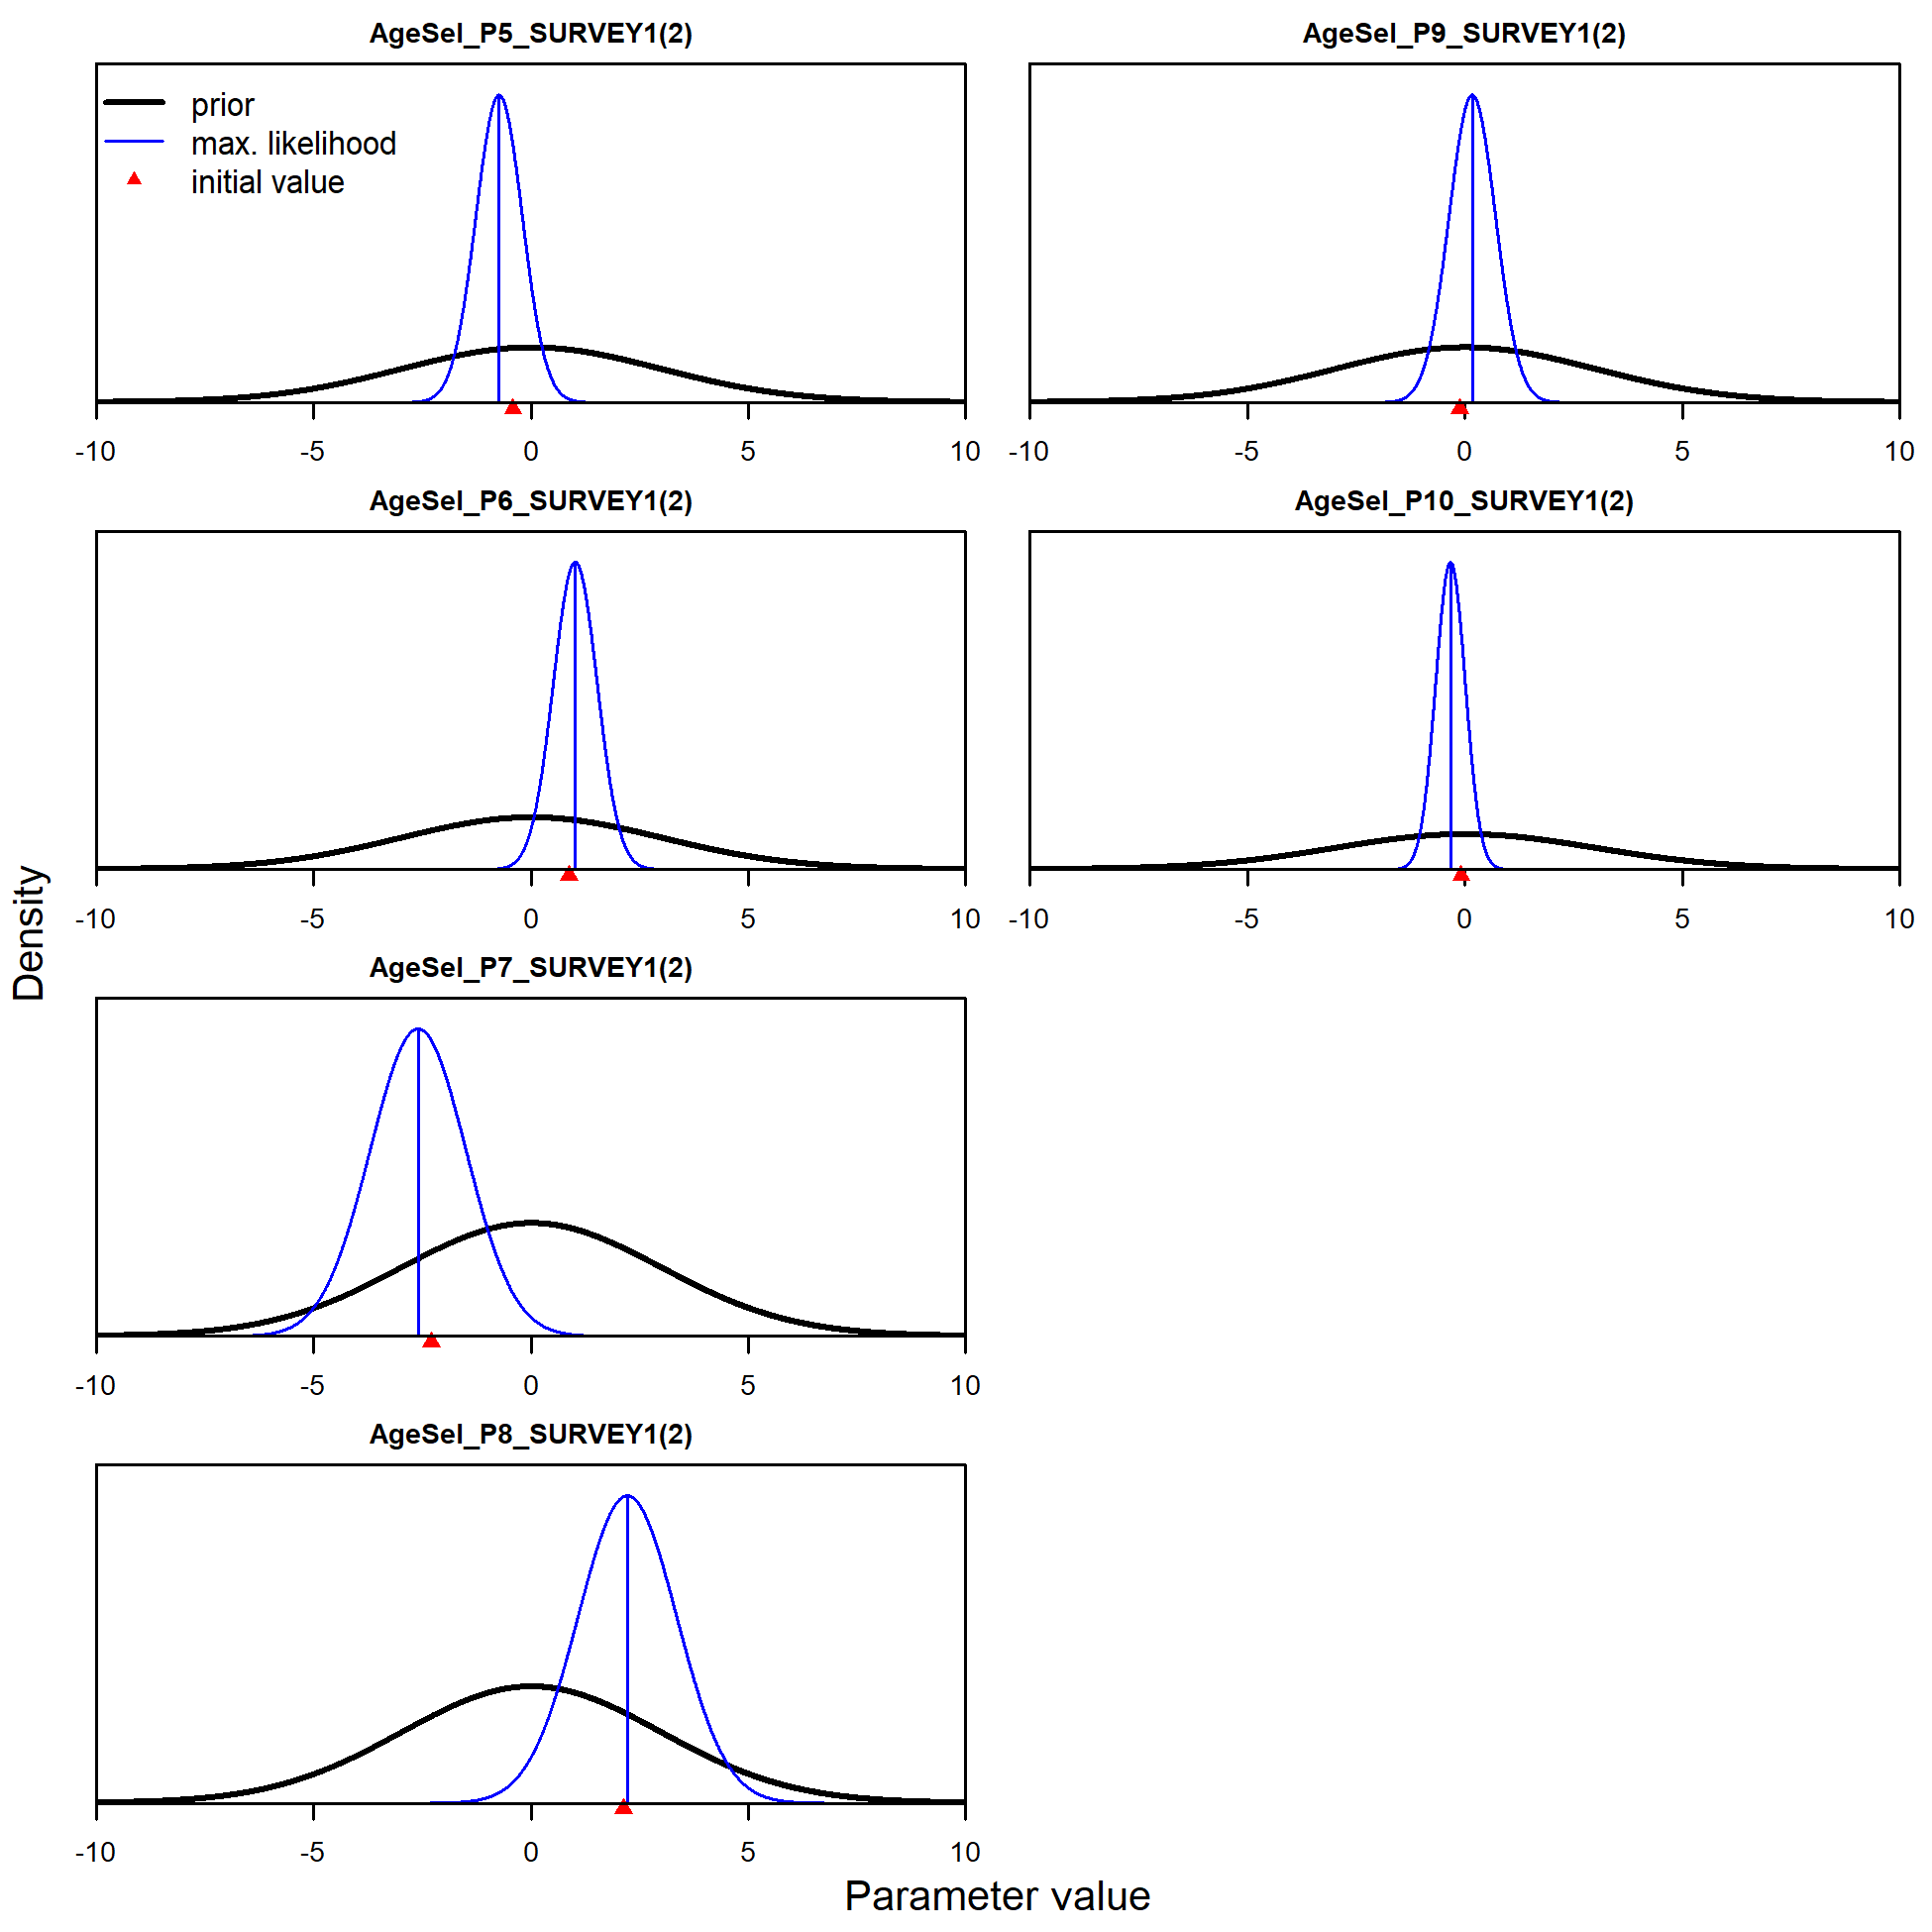 AgeSel_P5_SURVEY1(2)
prior
max. likelihood
initial value
-10 -5 0 5 10
AgeSel_P9_SURVEY1(2)
-10 -5 0 5 10
AgeSel_P6_SURVEY1(2)
-10 -5 0 5 10
AgeSel_P10_SURVEY1(2)
-10 -5 0 5 10
AgeSel_P7_SURVEY1(2)
-10 -5 0 5 10
AgeSel_P8_SURVEY1(2)
-10 -5 0 5 10
Density
Parameter value